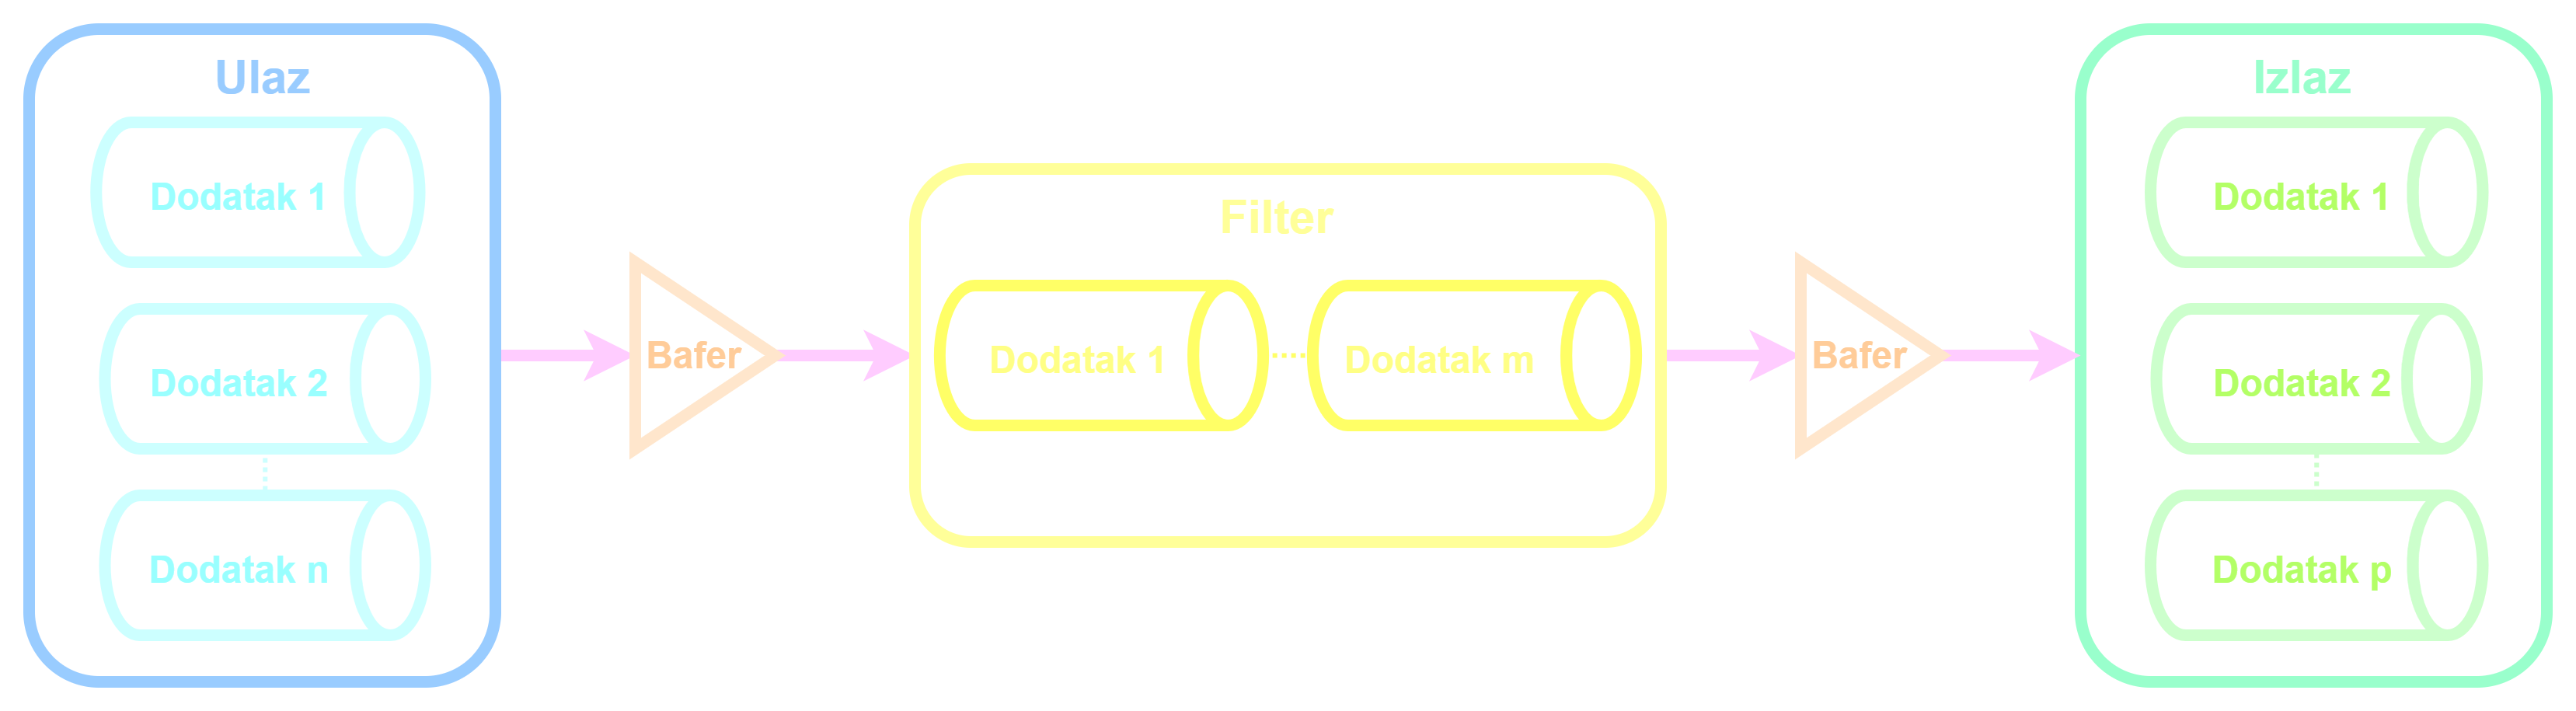 Ulaz
Dodatak 1
Dodatak 2
Dodatak n
Bafer
Filter
Dodatak 1
Dodatak m
Bafer
Izlaz
Dodatak 1
Dodatak 2
Dodatak p